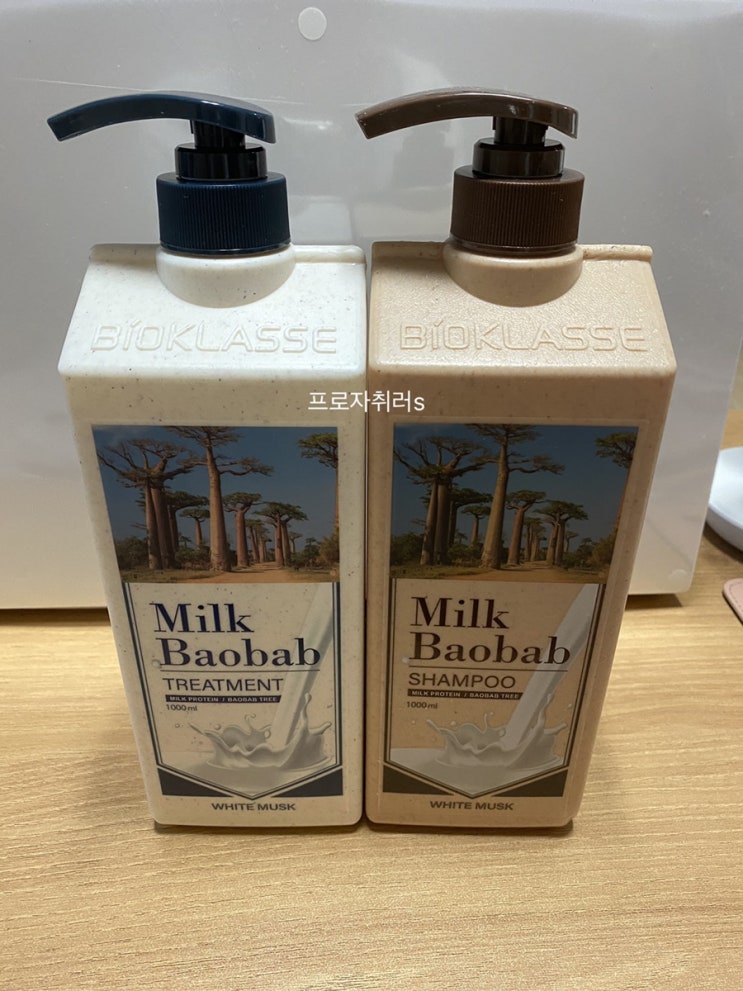 BIOKLASSE
BIOKLASSE
프로자취러s
Milk
Baobab
TREATMENT
MILK PROTEIN / BAOBAB TREE
1000ml
WHITE MUSK
Milk
Baobab
SHAMPOO
MILK PROTEIN / BAOBAB TREE
1000ml
WHITE MUSK